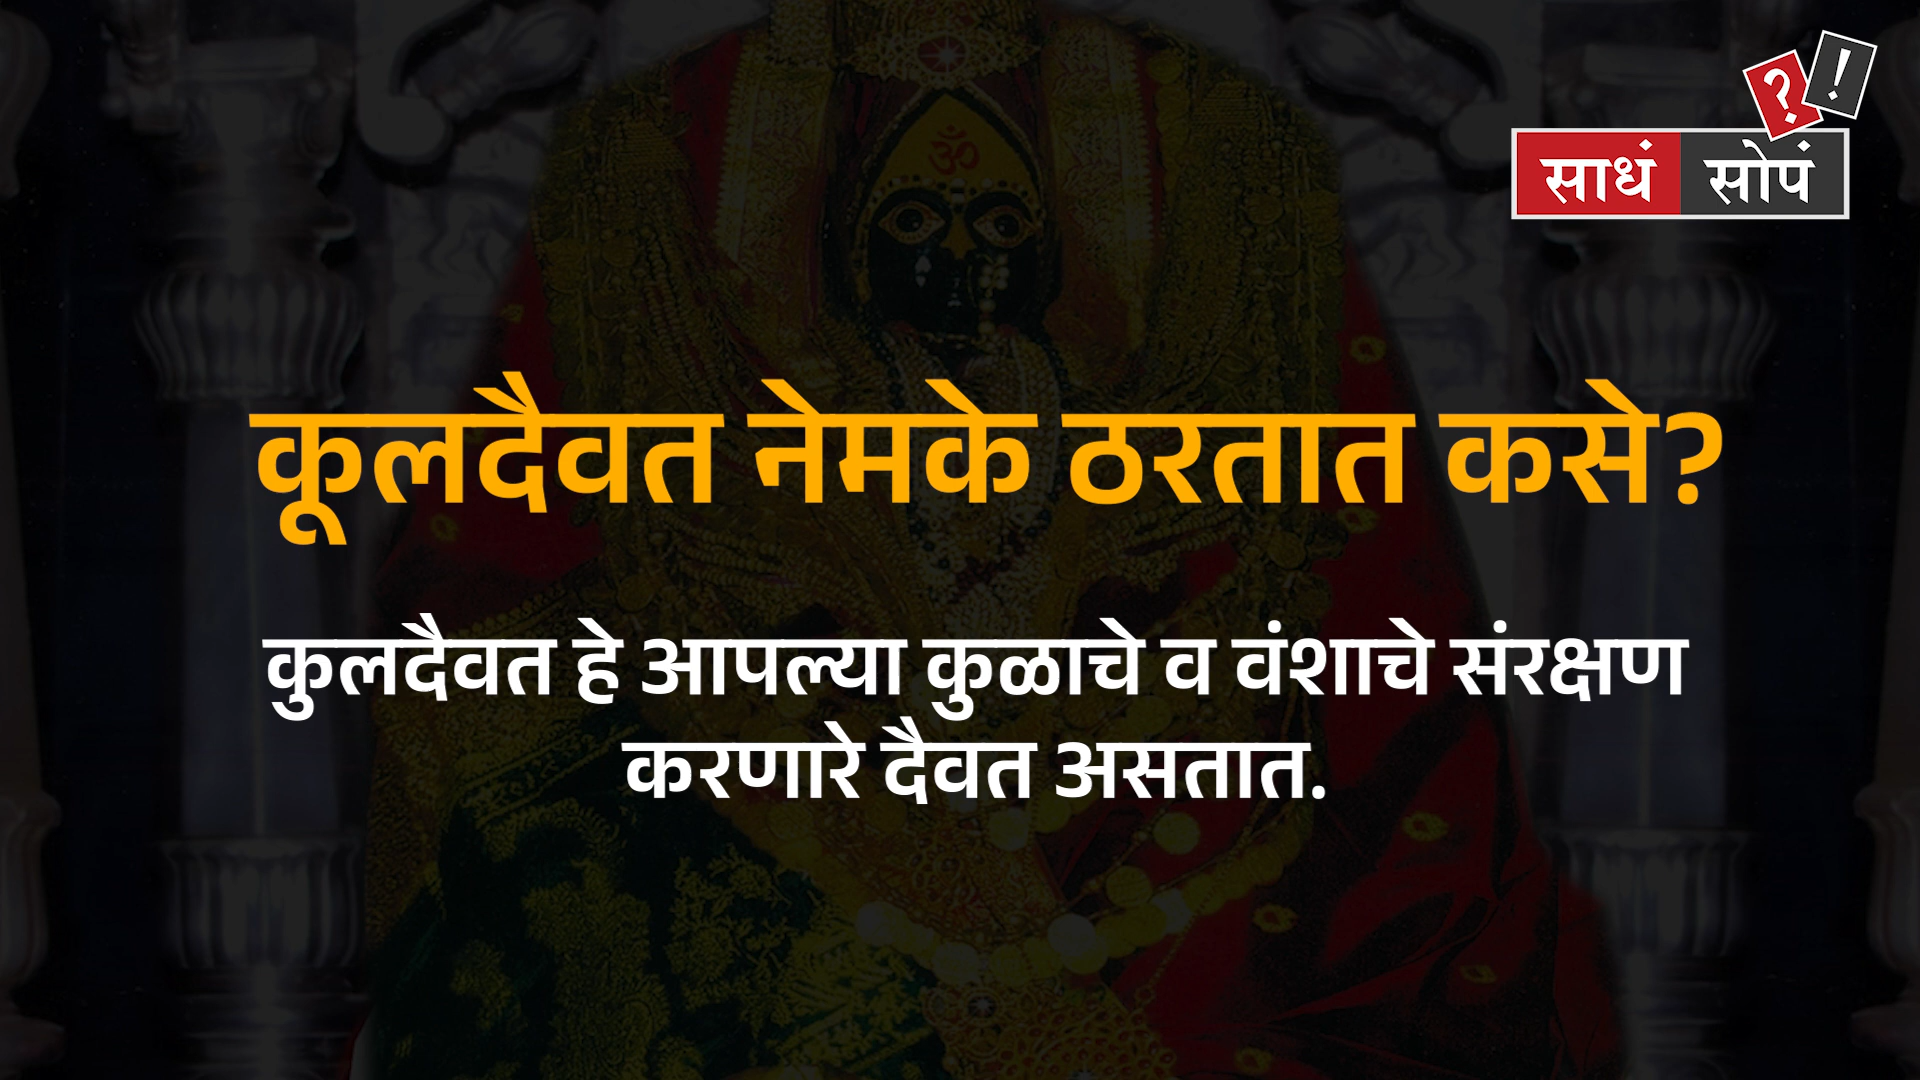 ?!
साधं सोपं
ॐ
कूलदैवत नेमके ठरतात कसे?
कुलदैवत हे आपल्या कुळाचे व वंशाचे संरक्षण
करणारे दैवत असतात.